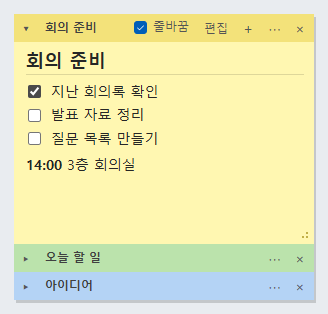 회의 준비 줄바꿈 편집 + ⋯ ×
회의 준비
지난 회의록 확인
발표 자료 정리
질문 목록 만들기
14:00 3층 회의실
오늘 할 일 ⋯ ×
아이디어 ⋯ ×